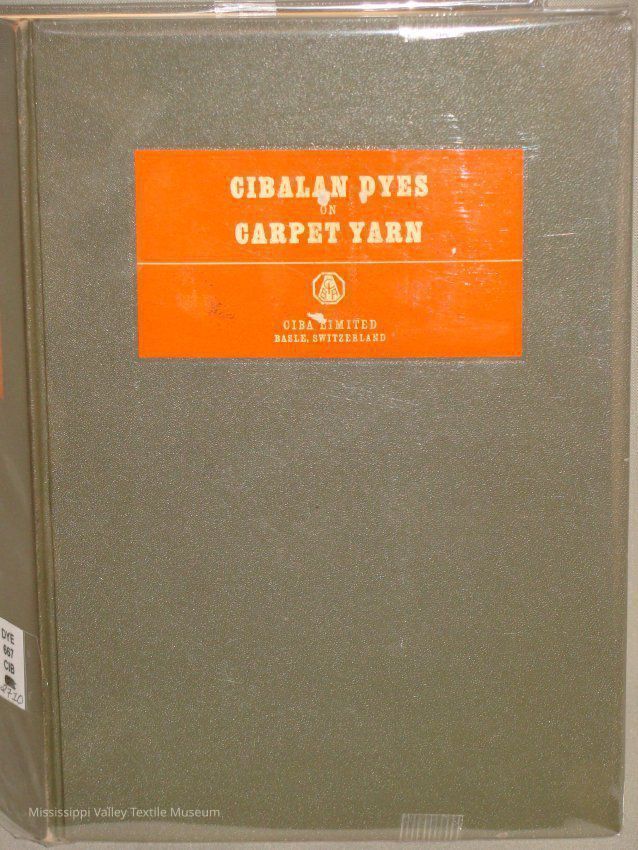 CIBALAN DYES
ON
CARPET YARN
CIBA LIMITED
BASLE, SWITZERLAND
DYE
667
CIB
Mississippi Valley Textile Museum